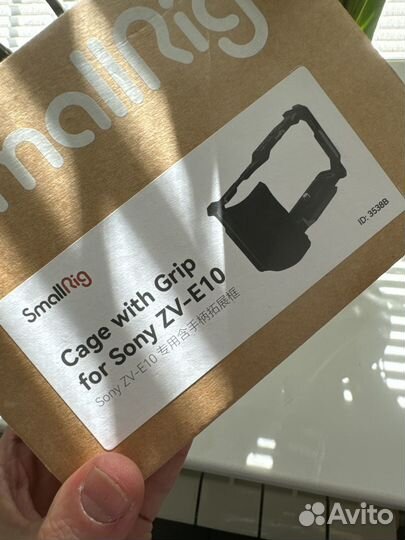 SmallRig
SmallRig
Cage with Grip
for Sony ZV-E10
Sony ZV-E10 专用含手柄拓展框
ID: 3538B
Avito